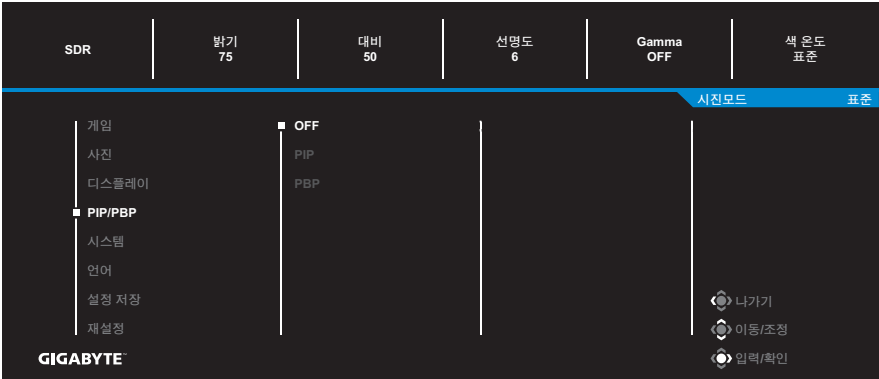 SDR
밝기
75
대비
50
선명도
6
Gamma
OFF
색 온도
표준
시진모드 표준
게임
사진
디스플레이
PIP/PBP
시스템
언어
설정 저장
재설정
OFF
PIP
PBP
나가기
이동/조정
입력/확인
GIGABYTE™